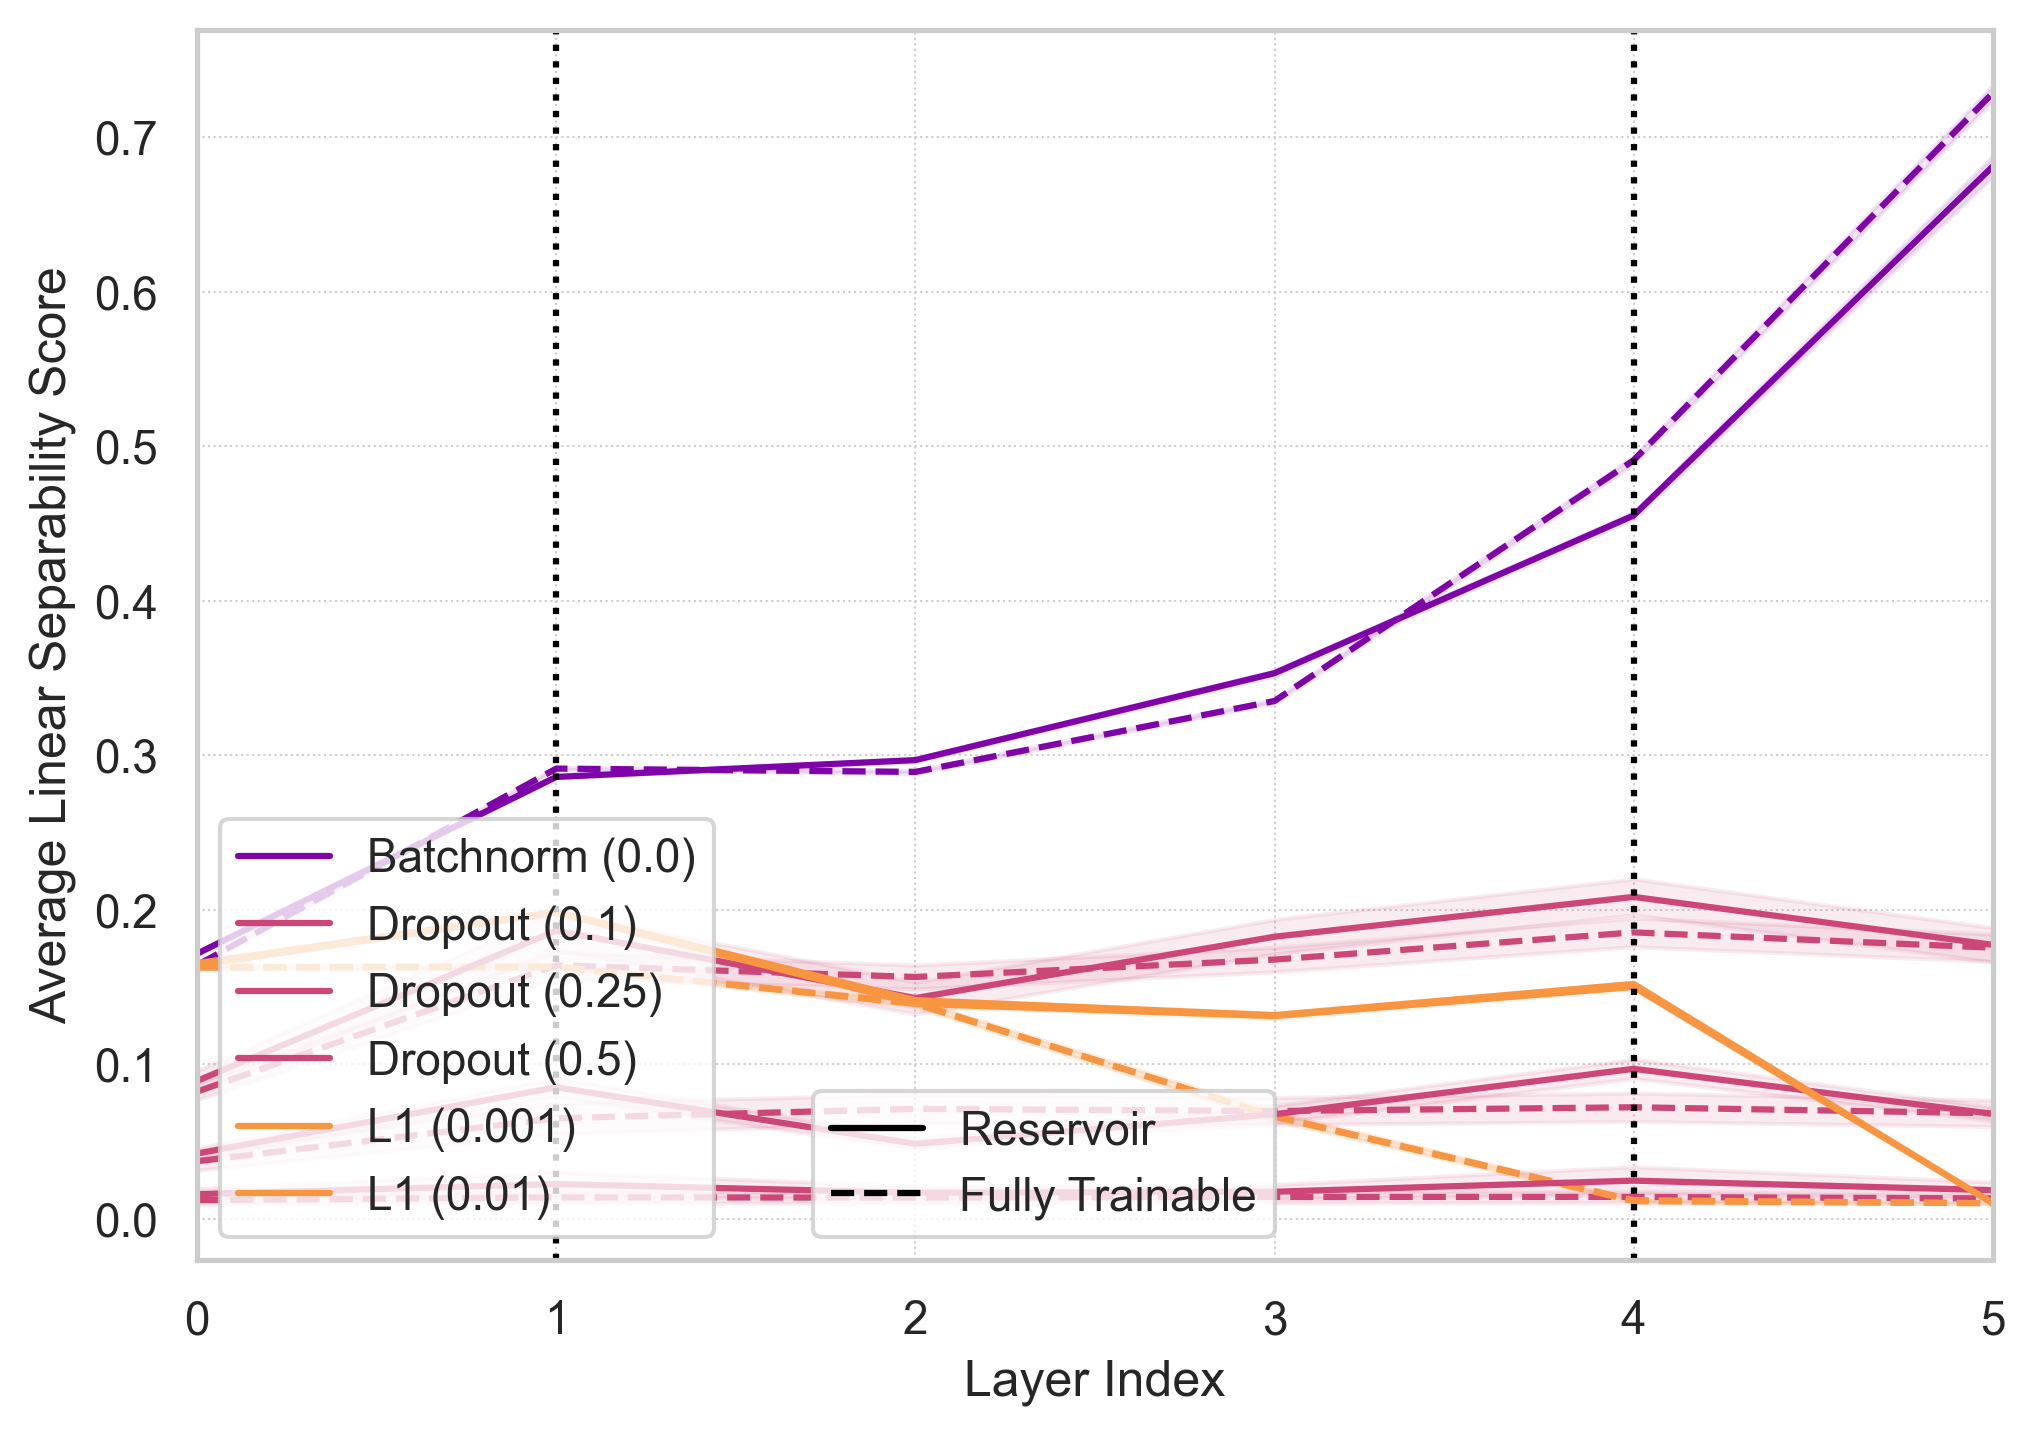 Average Linear Separability Score
0.7
0.6
0.5
0.4
0.3
0.2
0.1
0.0
Batchnorm (0.0)
Dropout (0.1)
Dropout (0.25)
Dropout (0.5)
L1 (0.001)
L1 (0.01)
Reservoir
Fully Trainable
0 1 2 3 4 5
Layer Index